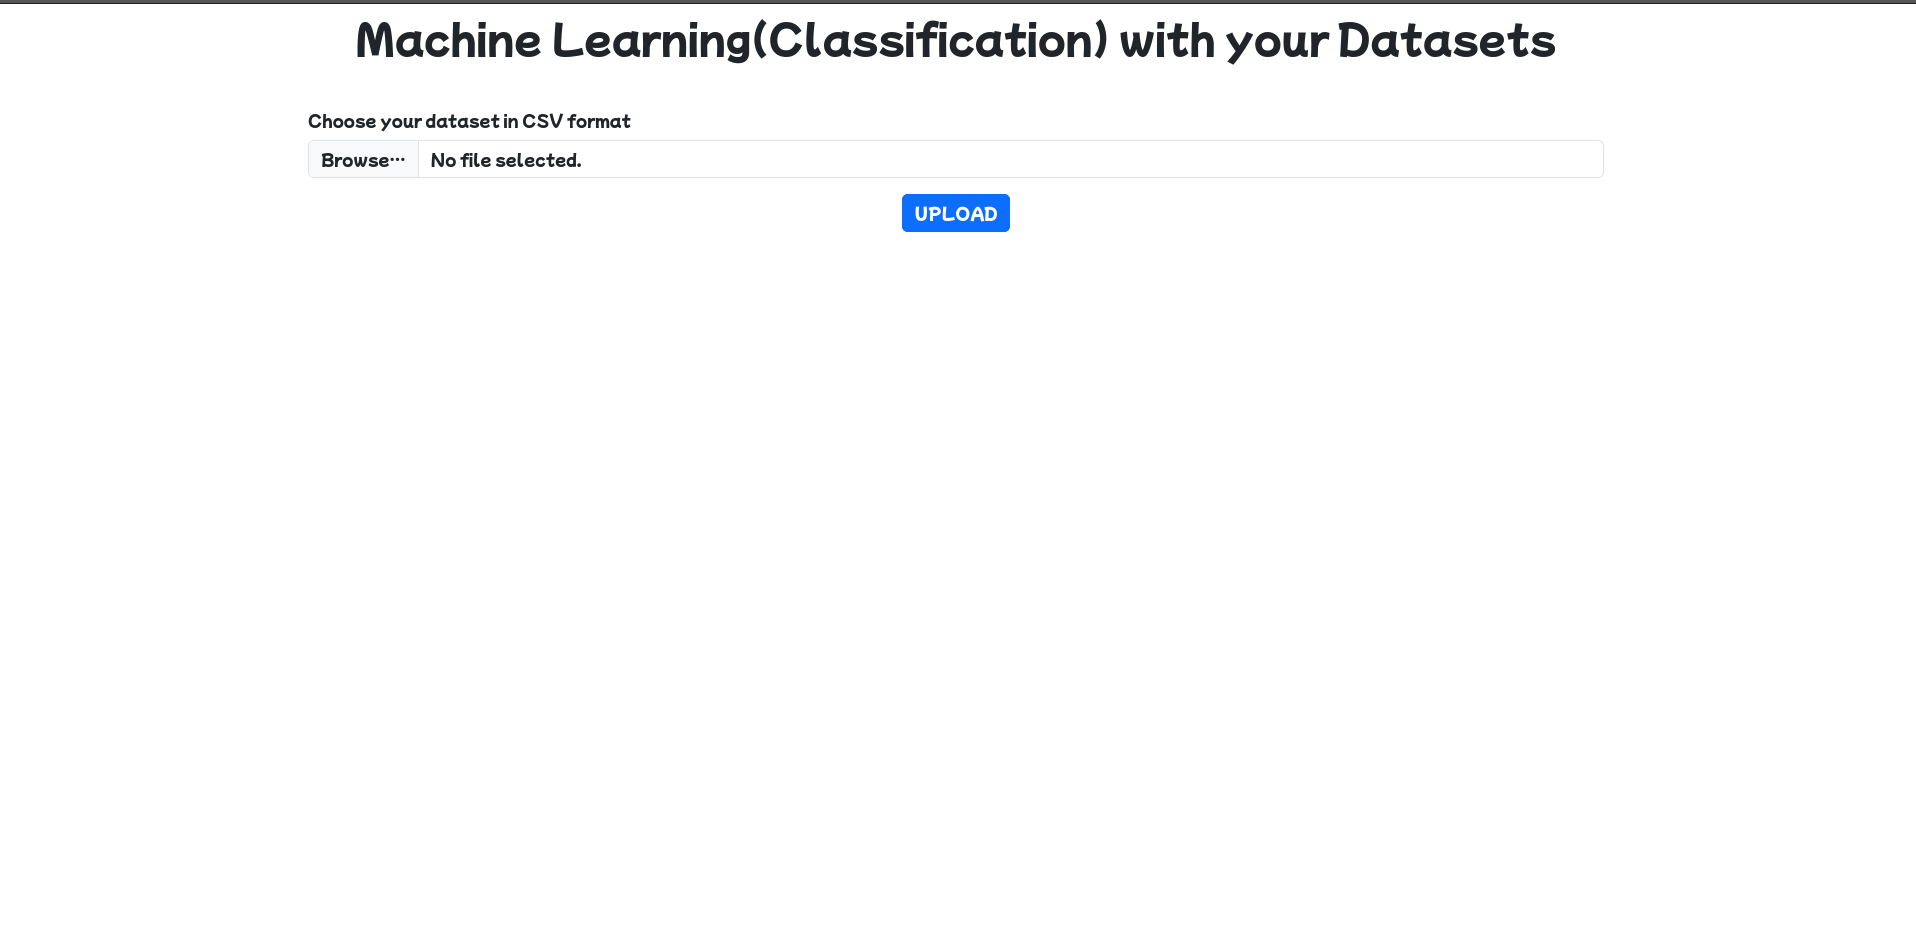 Machine Learning(Classification) with your Datasets
Choose your dataset in CSV format
Browse… No file selected.
UPLOAD